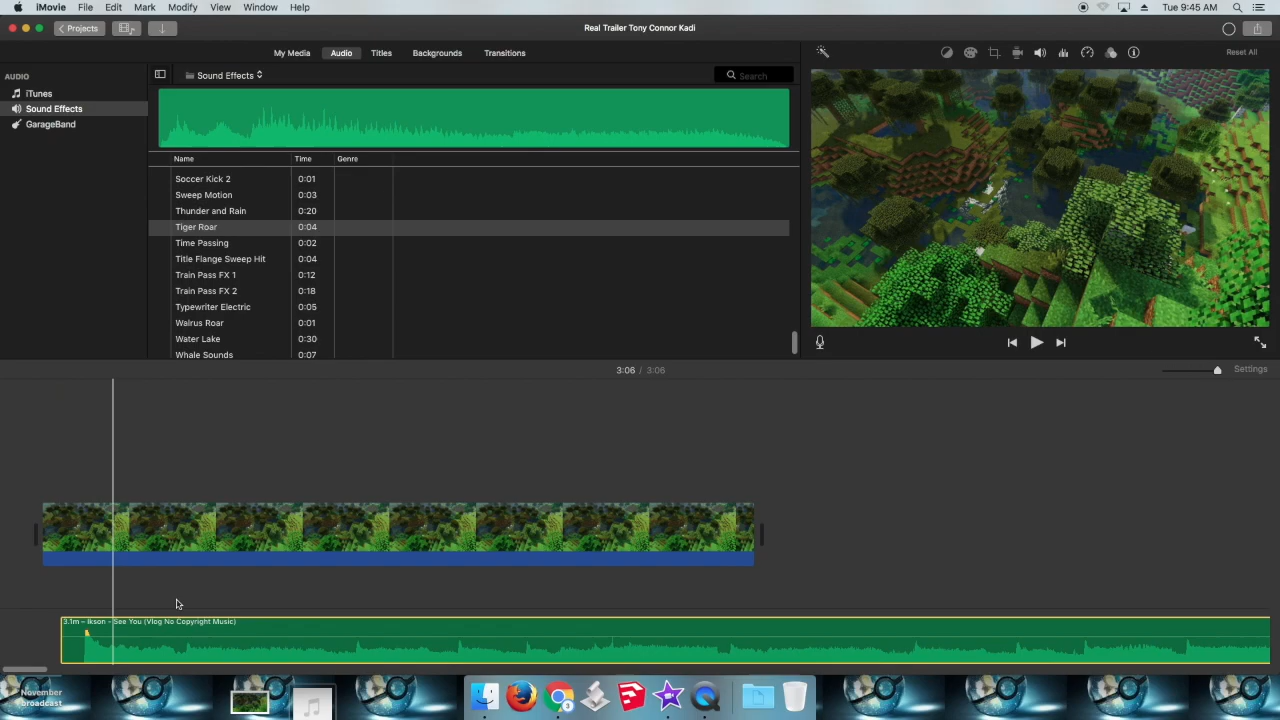 iMovie File Edit Mark Modify View Window Help Tue 9:45 AM
Projects Real Trailer Tony Connor Kadi
My Media Audio Titles Backgrounds Transitions Reset All
AUDIO
iTunes
Sound Effects
GarageBand
Sound Effects Search
Name Time Genre
Soccer Kick 2 0:01
Sweep Motion 0:03
Thunder and Rain 0:20
Tiger Roar 0:04
Time Passing 0:02
Title Flange Sweep Hit 0:04
Train Pass FX 1 0:12
Train Pass FX 2 0:18
Typewriter Electric 0:05
Walrus Roar 0:01
Water Lake 0:30
Whale Sounds 0:07
3:06 / 3:06 Settings
3.1m – Ikson - See You (Vlog No Copyright Music)
November
broadcast
3